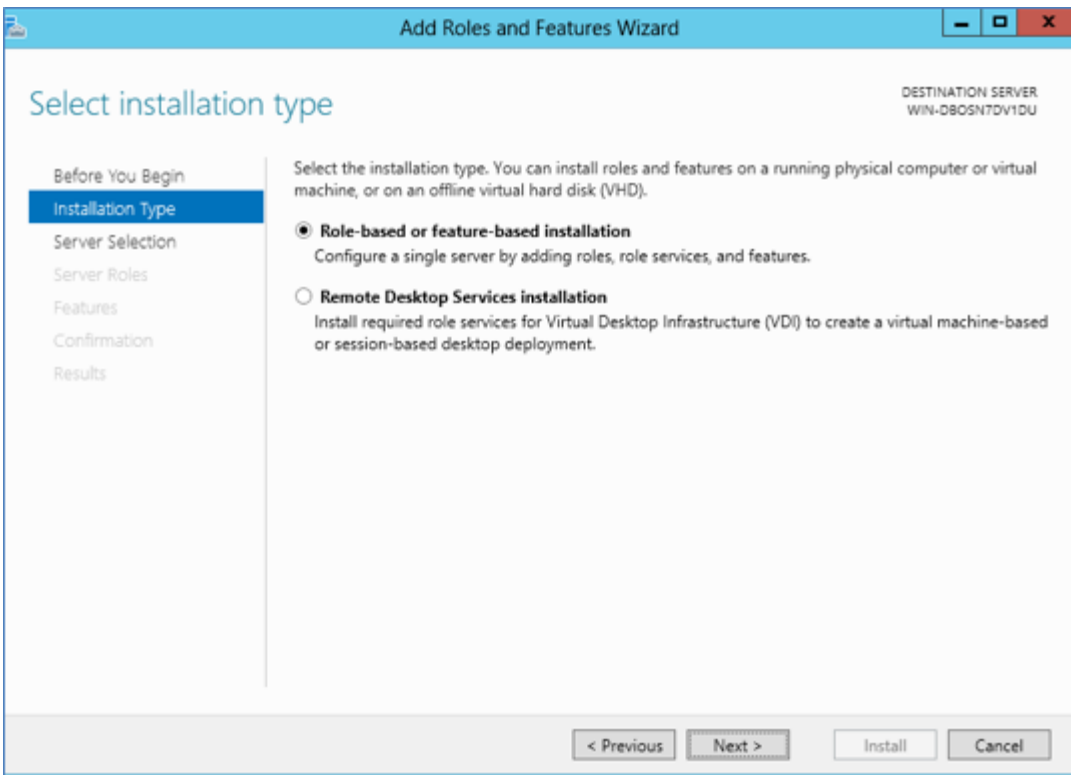 Add Roles and Features Wizard
Select installation type
DESTINATION SERVER
WIN-DBOSN7DV1DU
Before You Begin
Installation Type
Server Selection
Server Roles
Features
Confirmation
Results
Select the installation type. You can install roles and features on a running physical computer or virtual
machine, or on an offline virtual hard disk (VHD).
Role-based or feature-based installation
Configure a single server by adding roles, role services, and features.
Remote Desktop Services installation
Install required role services for Virtual Desktop Infrastructure (VDI) to create a virtual machine-based
or session-based desktop deployment.
< Previous
Next >
Install
Cancel